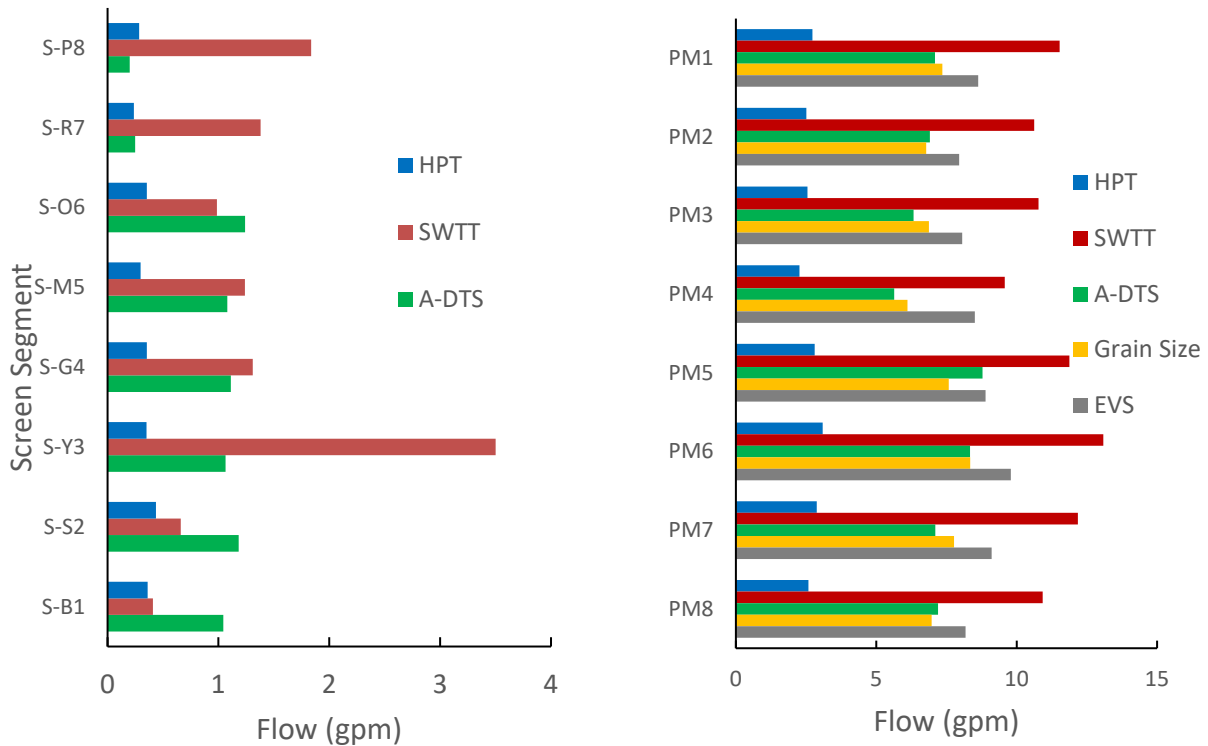 S-P8
S-R7
S-O6
S-M5
S-G4
S-Y3
S-S2
S-B1
Screen Segment
0 1 2 3 4
Flow (gpm)
HPT
SWTT
A-DTS
PM1
PM2
PM3
PM4
PM5
PM6
PM7
PM8
0 5 10 15
Flow (gpm)
HPT
SWTT
A-DTS
Grain Size
EVS